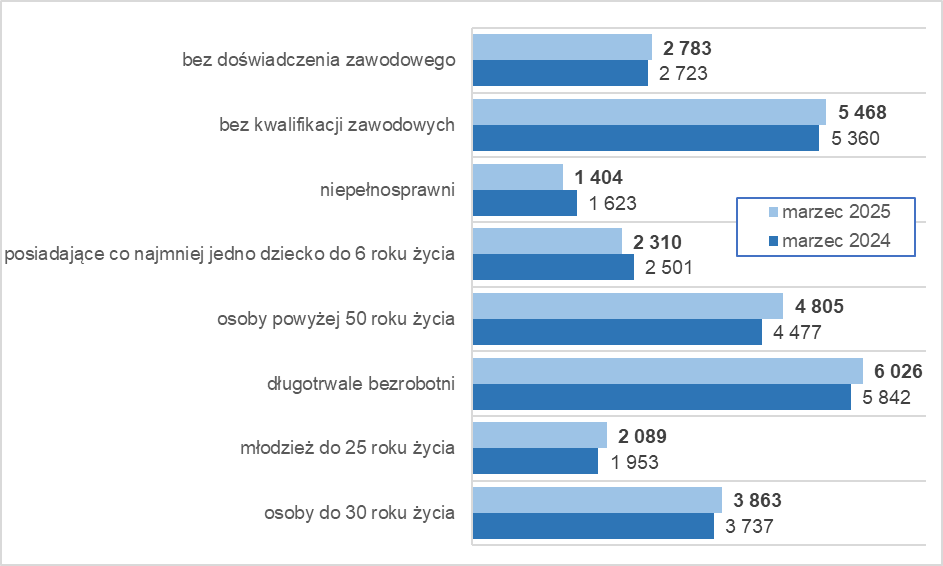 bez doświadczenia zawodowego
2 783
2 723
bez kwalifikacji zawodowych
5 468
5 360
niepełnosprawni
1 404
1 623
marzec 2025
marzec 2024
posiadające co najmniej jedno dziecko do 6 roku życia
2 310
2 501
osoby powyżej 50 roku życia
4 805
4 477
długotrwale bezrobotni
6 026
5 842
młodzież do 25 roku życia
2 089
1 953
osoby do 30 roku życia
3 863
3 737